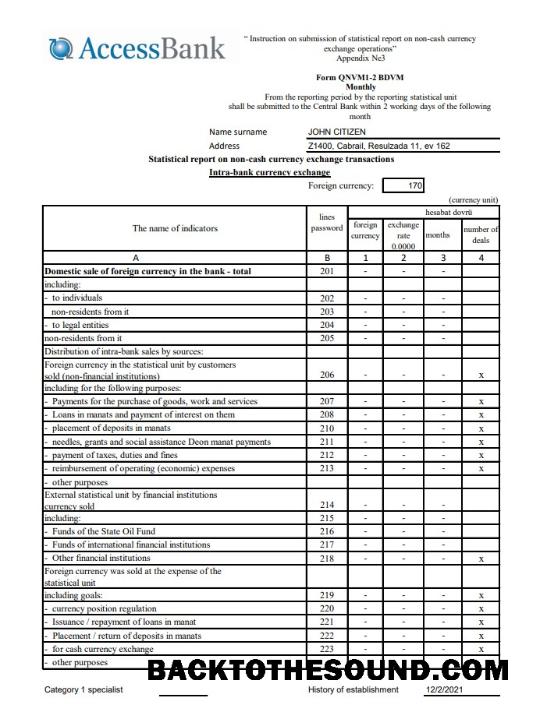 AccessBank
“ Instruction on submission of statistical report on non-cash currency
exchange operations”
Appendix №3
Form QNVM1-2 BDVM
Monthly
From the reporting period by the reporting statistical unit
shall be submitted to the Central Bank within 2 working days of the following
month
Name surname JOHN CITIZEN
Address Z1400, Cabrail, Resulzada 11, ev 162
Statistical report on non-cash currency exchange transactions
Intra-bank currency exchange
Foreign currency: 170
(currency unit)
The name of indicators
lines
password
hesabat dovrü
foreign
currency
exchange
rate
0.0000
months
number of
deals
A B 1 2 3 4
Domestic sale of foreign currency in the bank - total 201 - - -
including:
- to individuals 202 - - -
non-residents from it 203 - - -
- to legal entities 204 - - -
non-residents from it 205 - - -
Distribution of intra-bank sales by sources:
Foreign currency in the statistical unit by customers
sold (non-financial institutions) 206 - - - x
including for the following purposes:
- Payments for the purchase of goods, work and services 207 - - - x
- Loans in manats and payment of interest on them 208 - - - x
- placement of deposits in manats 210 - - - x
- needles, grants and social assistance Deon manat payments 211 - - - x
- payment of taxes, duties and fines 212 - - - x
- reimbursement of operating (economic) expenses 213 - - - x
- other purposes
External statistical unit by financial institutions
currency sold 214 - - -
including: 215 - - -
- Funds of the State Oil Fund 216 - - -
- Funds of international financial institutions 217 - - -
- Other financial institutions 218 - - - x
Foreign currency was sold at the expense of the
statistical unit
including goals: 219 - - - x
- currency position regulation 220 - - - x
- Issuance / repayment of loans in manat 221 - - - x
- Placement / return of deposits in manats 222 - - - x
- for cash currency exchange 223 - - - x
- other purposes
BACKTOTHESOUND.COM
Category 1 specialist
History of establishment 12/2/2021